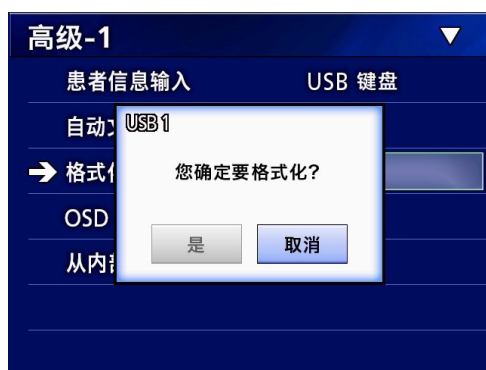 高级-1
患者信息输入 USB 键盘
自动
USB 1
格式
您确定要格式化?
OSD
是 取消
从内